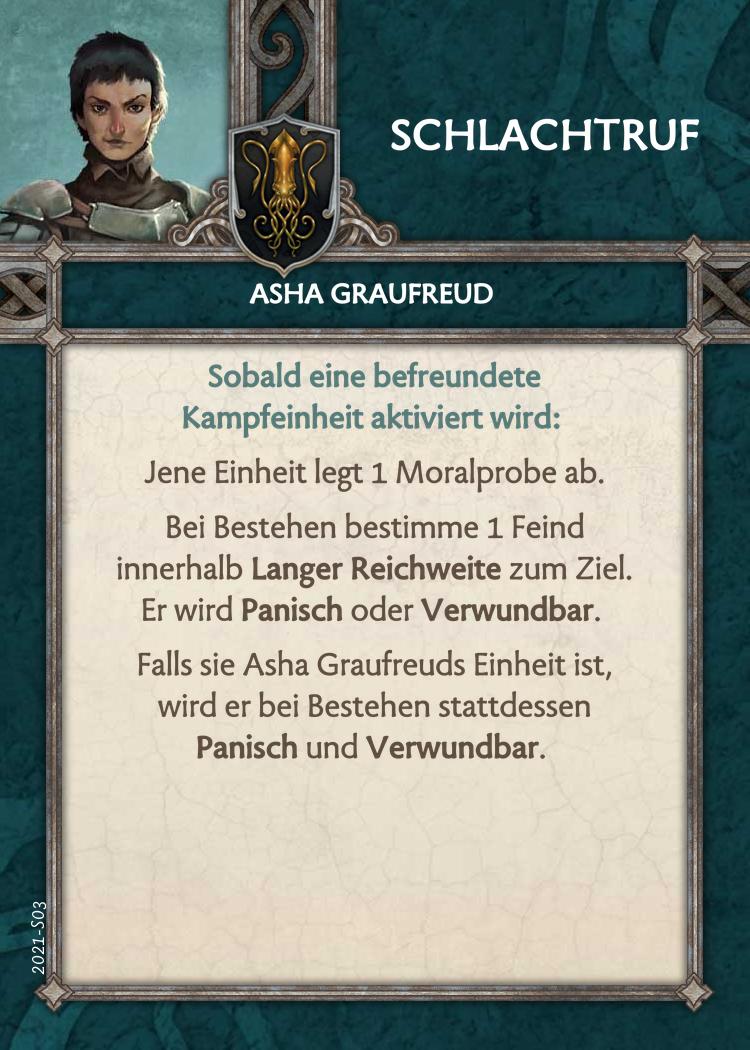 SCHLACHTRUF
ASHA GRAUFREUD
Sobald eine befreundete
Kampfeinheit aktiviert wird:
Jene Einheit legt 1 Moralprobe ab.
Bei Bestehen bestimme 1 Feind
innerhalb Langer Reichweite zum Ziel.
Er wird Panisch oder Verwundbar.
Falls sie Asha Graufreuds Einheit ist,
wird er bei Bestehen stattdessen
Panisch und Verwundbar.
2021-S03